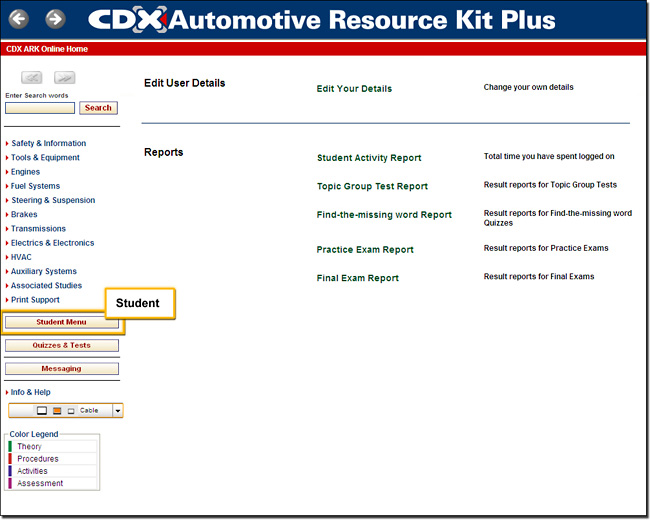 CDX Automotive Resource Kit Plus
CDX ARK Online Home
Enter Search words
Search
Safety & Information
Tools & Equipment
Engines
Fuel Systems
Steering & Suspension
Brakes
Transmissions
Electrics & Electronics
HVAC
Auxiliary Systems
Associated Studies
Print Support
Student Menu
Student
Quizzes & Tests
Messaging
Info & Help
Cable
Color Legend
Theory
Procedures
Activities
Assessment
Edit User Details
Edit Your Details
Change your own details
Reports
Student Activity Report
Total time you have spent logged on
Topic Group Test Report
Result reports for Topic Group Tests
Find-the-missing word Report
Result reports for Find-the-missing word
Quizzes
Practice Exam Report
Result reports for Practice Exams
Final Exam Report
Result reports for Final Exams